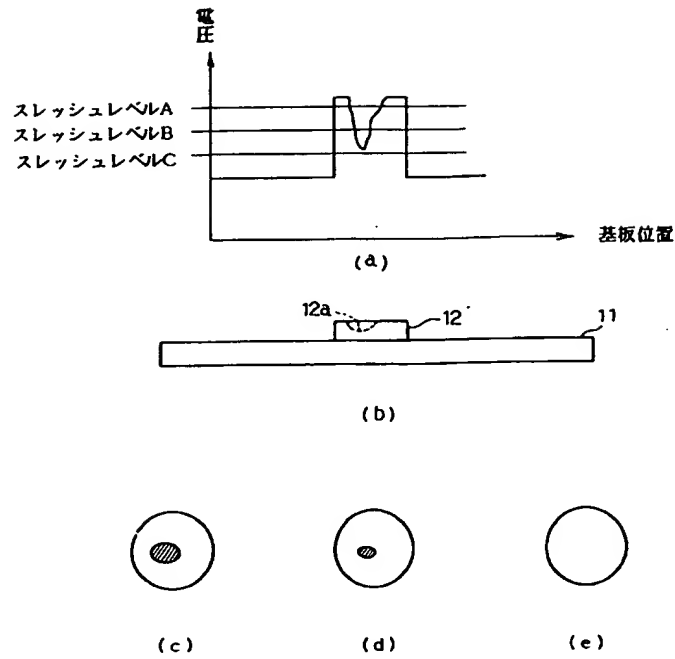 電圧
スレッシュレベルA
スレッシュレベルB
スレッシュレベルC
基板位置
(a)
12a
12
11
(b)
(c)
(d)
(e)